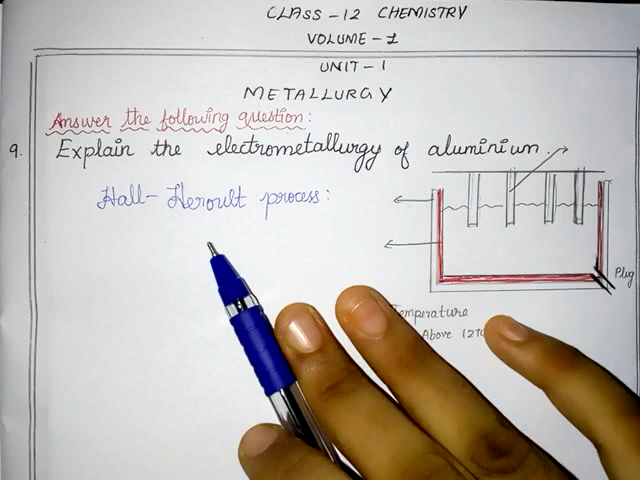 CLASS - 12 CHEMISTRY
VOLUME - 1
UNIT - 1
METALLURGY
Answer the following question:
9. Explain the electrometallurgy of aluminium.
Hall - Heroult process:
Plug
Temperature
Above